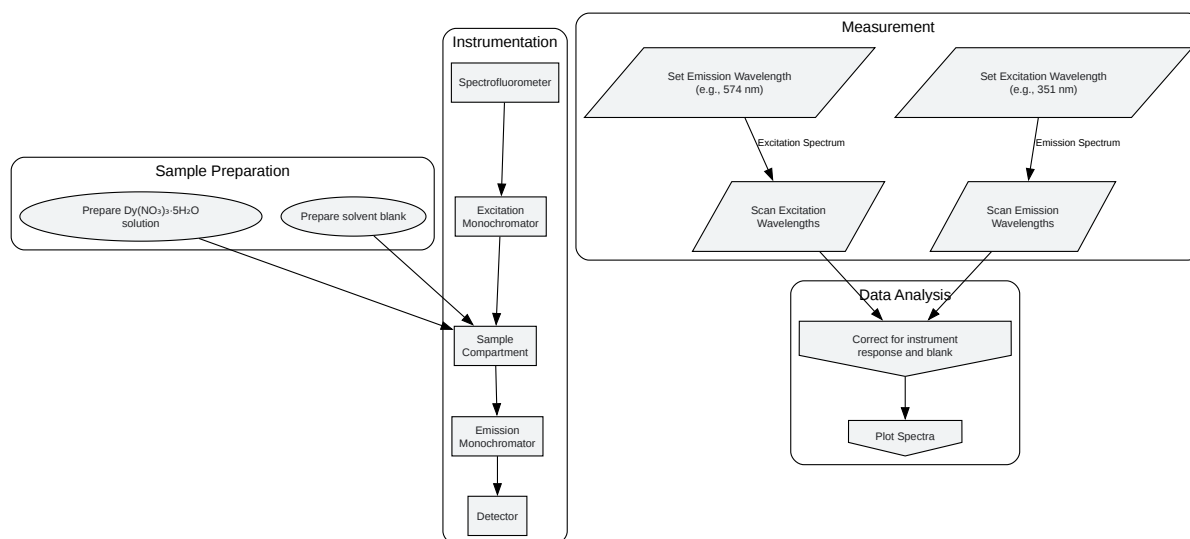 Sample Preparation
Prepare Dy(NO₃)₃·5H₂O
solution
Prepare solvent blank
Instrumentation
Spectrofluorometer
Excitation
Monochromator
Sample
Compartment
Emission
Monochromator
Detector
Measurement
Set Emission Wavelength
(e.g., 574 nm)
Set Excitation Wavelength
(e.g., 351 nm)
Excitation Spectrum
Emission Spectrum
Scan Excitation
Wavelengths
Scan Emission
Wavelengths
Data Analysis
Correct for instrument
response and blank
Plot Spectra